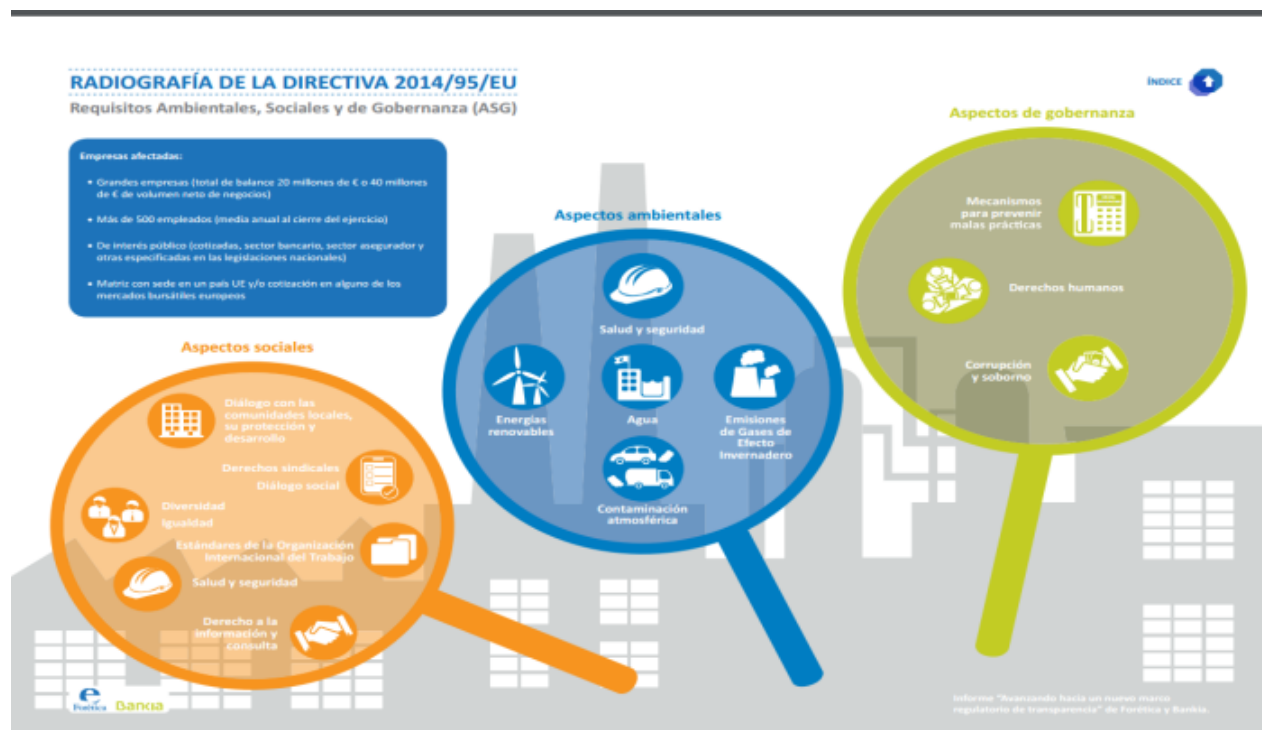 RADIOGRAFÍA DE LA DIRECTIVA 2014/95/EU
Requisitos Ambientales, Sociales y de Gobernanza (ASG)
ÍNDICE
Empresas afectadas:
• Grandes empresas (total de balance 20 millones de € o 40 millones
de € de volumen neto de negocios)
• Más de 500 empleados (media anual al cierre del ejercicio)
• De interés público (cotizadas, sector bancario, sector asegurador y
otras especificadas en las legislaciones nacionales)
• Matriz con sede en un país UE y/o cotización en alguno de los
mercados bursátiles europeos
Aspectos sociales
Diálogo con las
comunidades locales,
su protección y
desarrollo
Derechos sindicales
Diálogo social
Diversidad
Igualdad
Estándares de la Organización
Internacional del Trabajo
Salud y seguridad
Derecho a la
información y
consulta
Aspectos ambientales
Salud y seguridad
Energías
renovables
Agua
Emisiones
de Gases de
Efecto
Invernadero
Contaminación
atmosférica
Aspectos de gobernanza
Mecanismos
para prevenir
malas prácticas
Derechos humanos
Corrupción
y soborno
e
Forética
Bankia
Informe "Avanzando hacia un nuevo marco
regulatorio de transparencia" de Forética y Bankia.